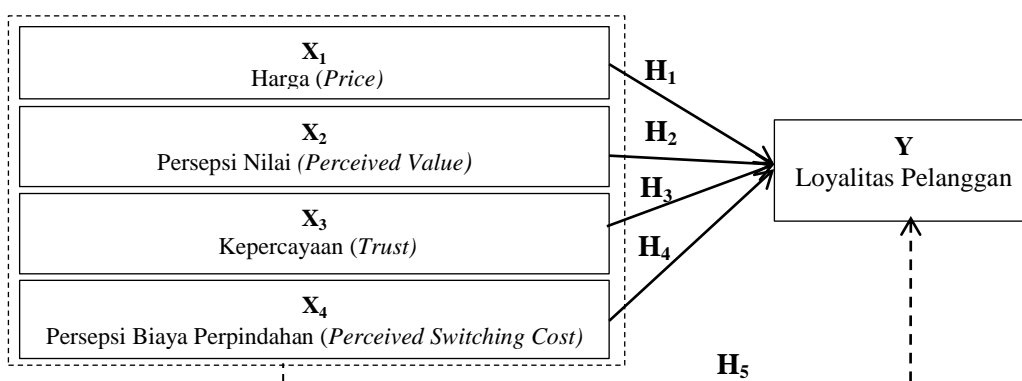 X₁
Harga (Price)
X₂
Persepsi Nilai (Perceived Value)
X₃
Kepercayaan (Trust)
X₄
Persepsi Biaya Perpindahan (Perceived Switching Cost)
H₁
H₂
H₃
H₄
Y
Loyalitas Pelanggan
H₅